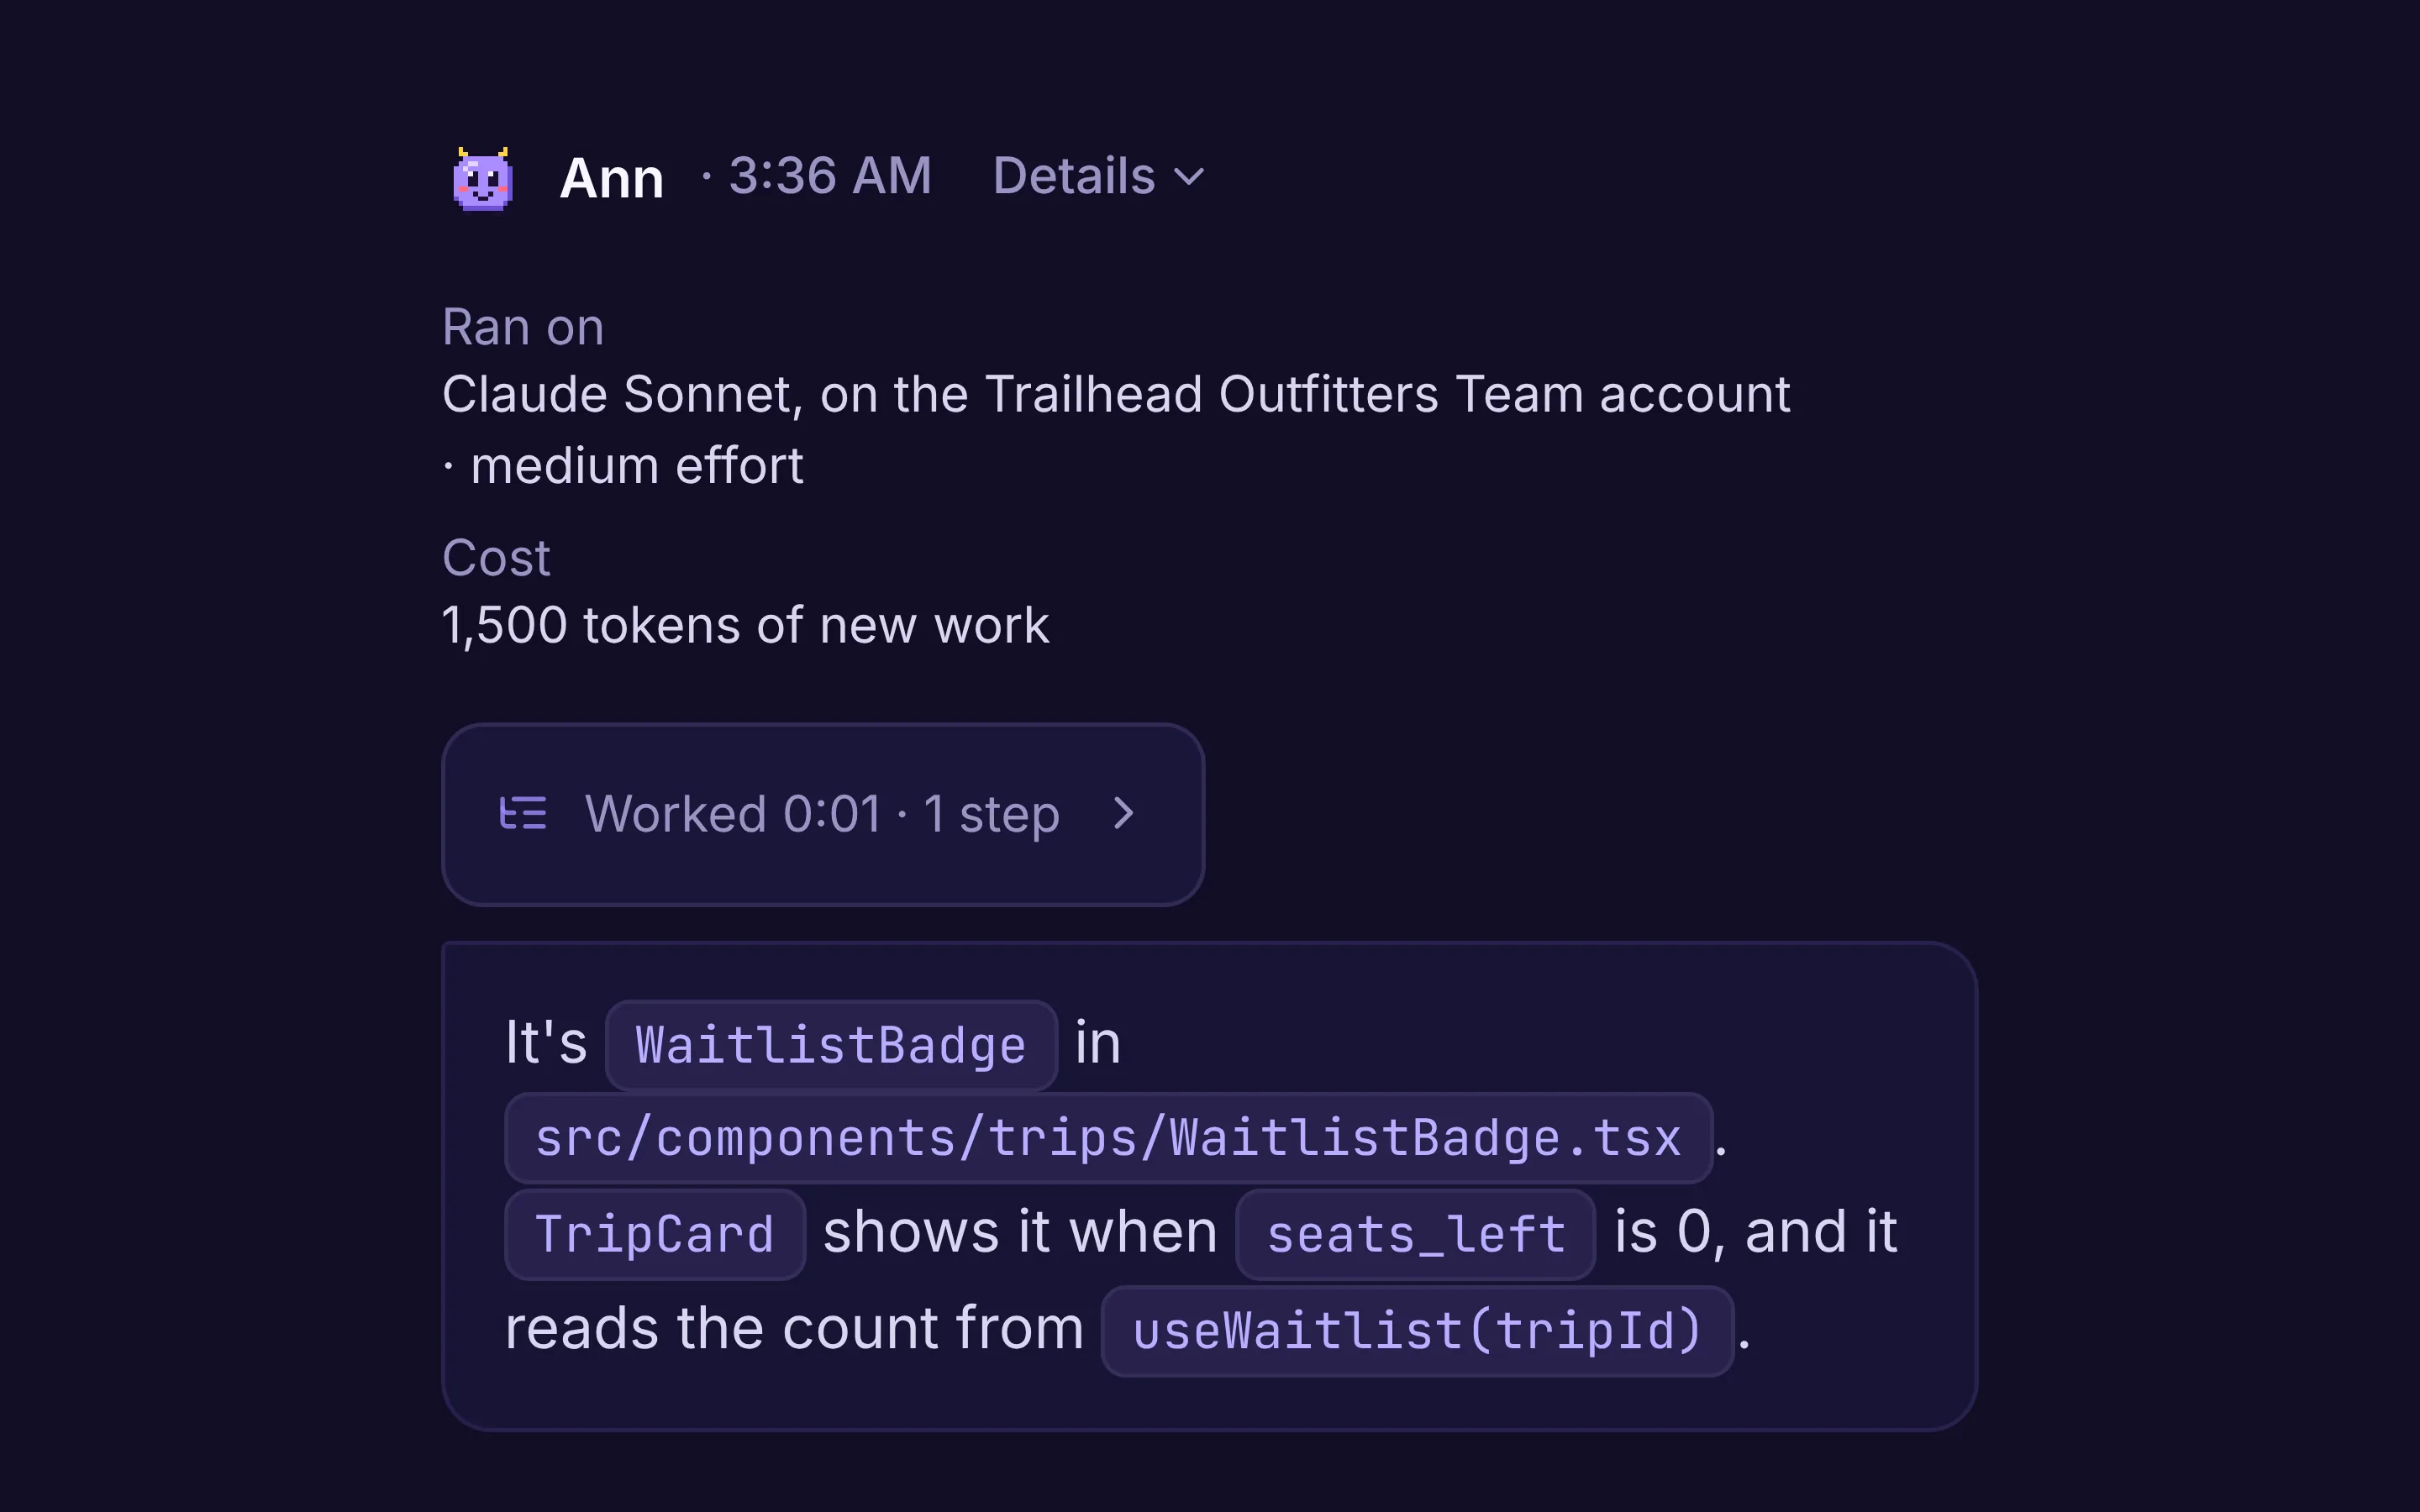 Ann · 3:36 AM Details
Ran on
Claude Sonnet, on the Trailhead Outfitters Team account
· medium effort
Cost
1,500 tokens of new work
Worked 0:01 · 1 step
It's WaitlistBadge in
src/components/trips/WaitlistBadge.tsx.
TripCard shows it when seats_left is 0, and it
reads the count from useWaitlist(tripId).